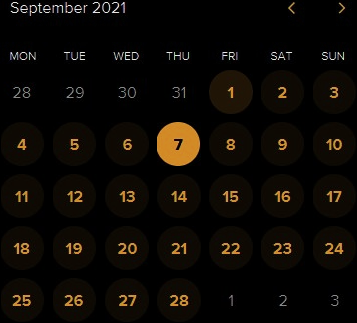 September 2021
MON TUE WED THU FRI SAT SUN
28 29 30 31 1 2 3
4 5 6 7 8 9 10
11 12 13 14 15 16 17
18 19 20 21 22 23 24
25 26 27 28 1 2 3